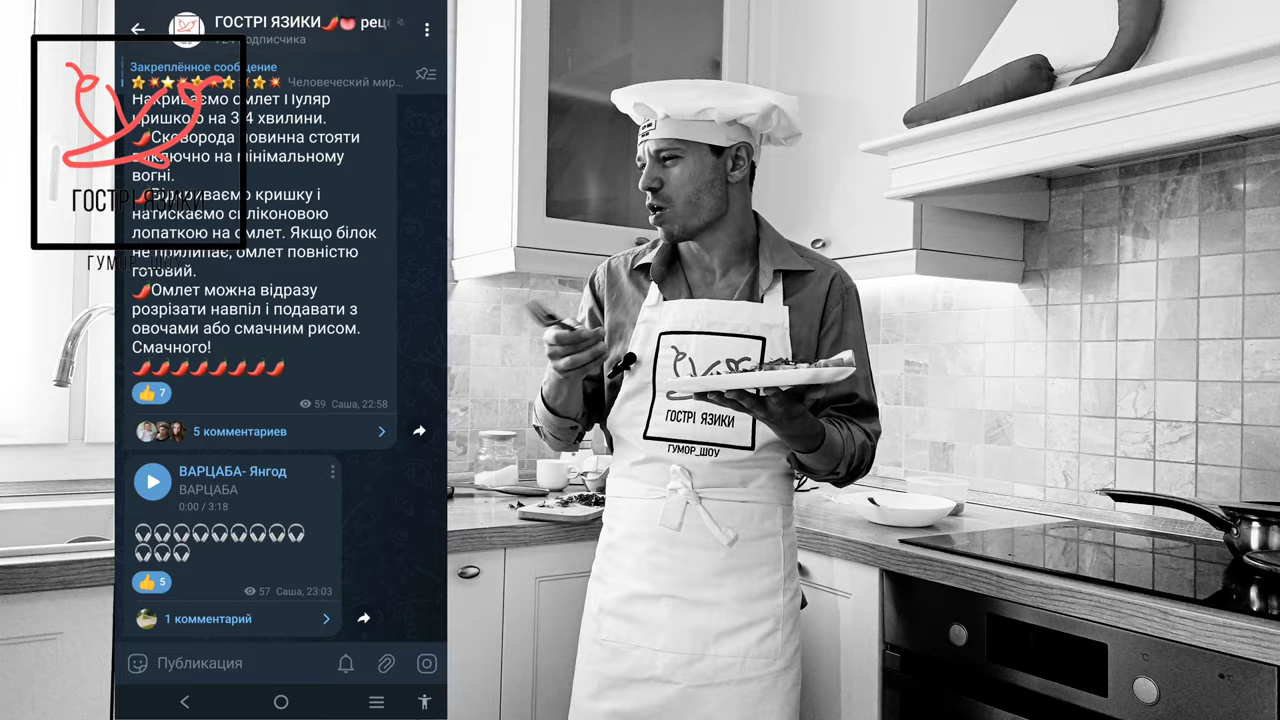 ГОСТРІ ЯЗИКИ🌶️👅 рец
подписчика
Закреплённое сообщение
Человеческий мир...
Накриваємо омлет Пуляр
кришкою на 3-4 хвилини.
🌶️Сковорода повинна стояти
виключно на мінімальному
вогні.
🌶️Відкриваємо кришку і
натискаємо силіконовою
лопаткою на омлет. Якщо білок
не прилипає, омлет повністю
готовий.
🌶️Омлет можна відразу
розрізати навпіл і подавати з
овочами або смачним рисом.
Смачного!
7
59 Саша, 22:58
5 комментариев
ВАРЦАБА- Янгод
ВАРЦАБА
0:00 / 3:18
5
57 Саша, 23:03
1 комментарий
Публикация
ГОСТРІ ЯЗИКИ
ГУМОР_ШОУ
ГОСТРІ ЯЗИКИ
ГУМОР_ШОУ